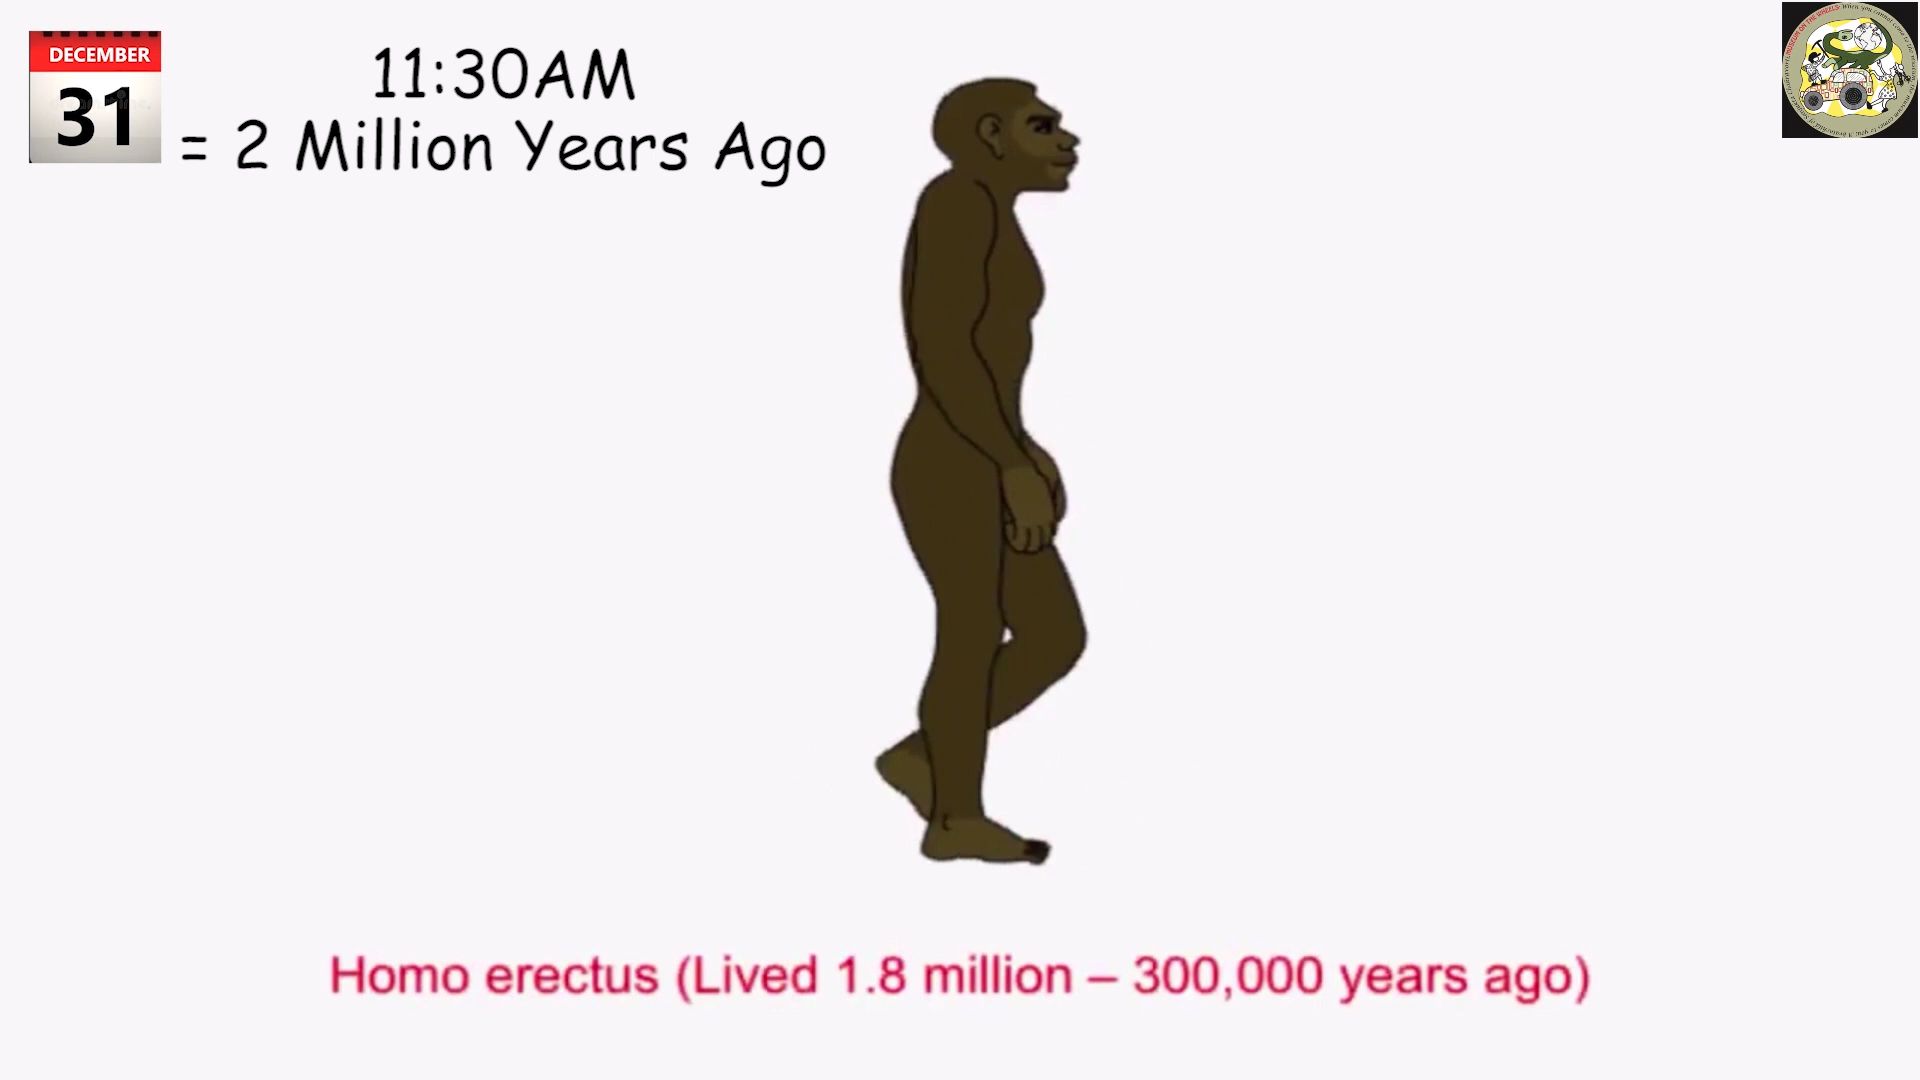 DECEMBER
31
11:30AM
= 2 Million Years Ago
Homo erectus (Lived 1.8 million – 300,000 years ago)